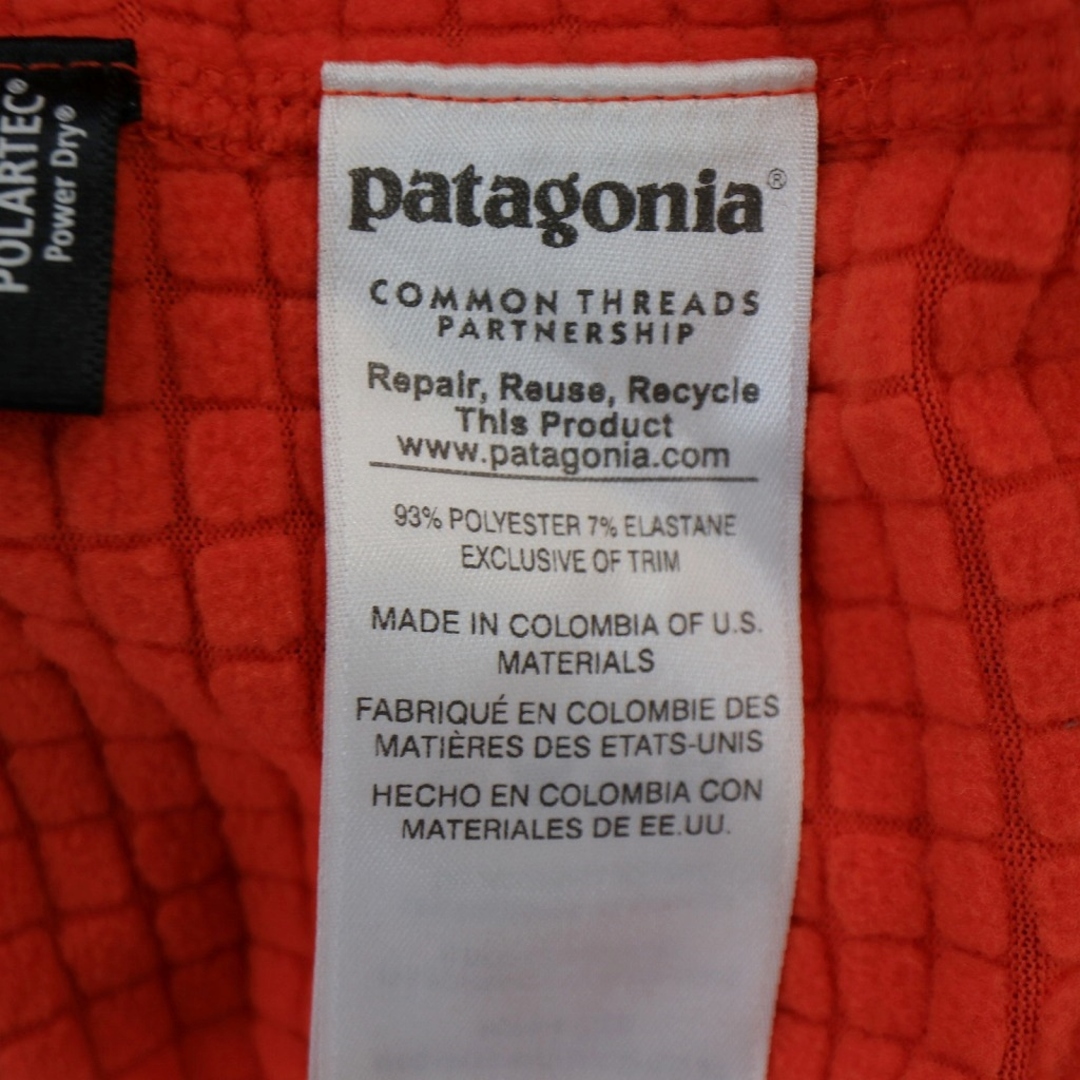 POLARTEC®
Power Dry®
patagonia®
COMMON THREADS
PARTNERSHIP
Repair, Reuse, Recycle
This Product
www.patagonia.com
93% POLYESTER 7% ELASTANE
EXCLUSIVE OF TRIM
MADE IN COLOMBIA OF U.S.
MATERIALS
FABRIQUÉ EN COLOMBIE DES
MATIÈRES DES ETATS-UNIS
HECHO EN COLOMBIA CON
MATERIALES DE EE.UU.